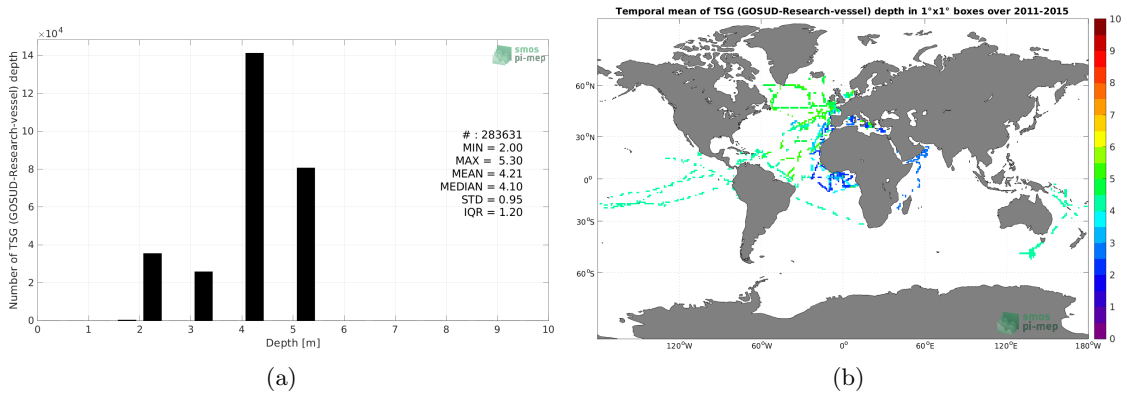 ×10⁴
14
12
10
8
6
4
2
0
Number of TSG (GOSUD-Research-vessel) depth
smos
pi-mep
# : 283631
MIN = 2.00
MAX = 5.30
MEAN = 4.21
MEDIAN = 4.10
STD = 0.95
IQR = 1.20
0 1 2 3 4 5 6 7 8 9 10
Depth [m]
(a)
Temporal mean of TSG (GOSUD-Research-vessel) depth in 1°x1° boxes over 2011-2015
60°N
30°N
0°
30°S
60°S
120°W 60°W 0° 60°E 120°E 180°W
smos
pi-mep
10
9
8
7
6
5
4
3
2
1
0
(b)